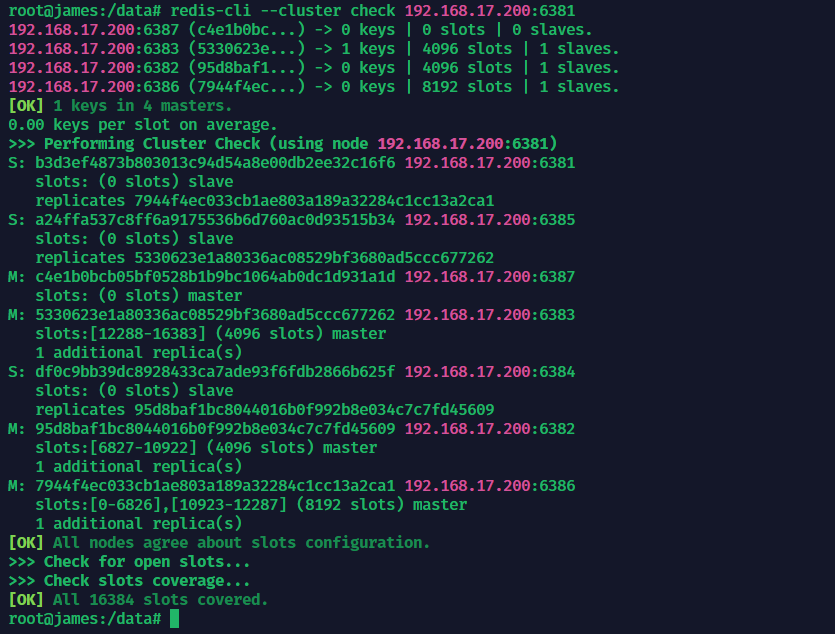 root@james:/data# redis-cli --cluster check 192.168.17.200:6381
192.168.17.200:6387 (c4e1b0bc...) -> 0 keys | 0 slots | 0 slaves.
192.168.17.200:6383 (5330623e...) -> 1 keys | 4096 slots | 1 slaves.
192.168.17.200:6382 (95d8baf1...) -> 0 keys | 4096 slots | 1 slaves.
192.168.17.200:6386 (7944f4ec...) -> 0 keys | 8192 slots | 1 slaves.
[OK] 1 keys in 4 masters.
0.00 keys per slot on average.
>>> Performing Cluster Check (using node 192.168.17.200:6381)
S: b3d3ef4873b803013c94d54a8e00db2ee32c16f6 192.168.17.200:6381
   slots: (0 slots) slave
   replicates 7944f4ec033cb1ae803a189a32284c1cc13a2ca1
S: a24ffa537c8ff6a9175536b6d760ac0d93515b34 192.168.17.200:6385
   slots: (0 slots) slave
   replicates 5330623e1a80336ac08529bf3680ad5ccc677262
M: c4e1b0bcb05bf0528b1b9bc1064ab0dc1d931a1d 192.168.17.200:6387
   slots: (0 slots) master
M: 5330623e1a80336ac08529bf3680ad5ccc677262 192.168.17.200:6383
   slots:[12288-16383] (4096 slots) master
   1 additional replica(s)
S: df0c9bb39dc8928433ca7ade93f6fdb2866b625f 192.168.17.200:6384
   slots: (0 slots) slave
   replicates 95d8baf1bc8044016b0f992b8e034c7c7fd45609
M: 95d8baf1bc8044016b0f992b8e034c7c7fd45609 192.168.17.200:6382
   slots:[6827-10922] (4096 slots) master
   1 additional replica(s)
M: 7944f4ec033cb1ae803a189a32284c1cc13a2ca1 192.168.17.200:6386
   slots:[0-6826],[10923-12287] (8192 slots) master
   1 additional replica(s)
[OK] All nodes agree about slots configuration.
>>> Check for open slots...
>>> Check slots coverage...
[OK] All 16384 slots covered.
root@james:/data#